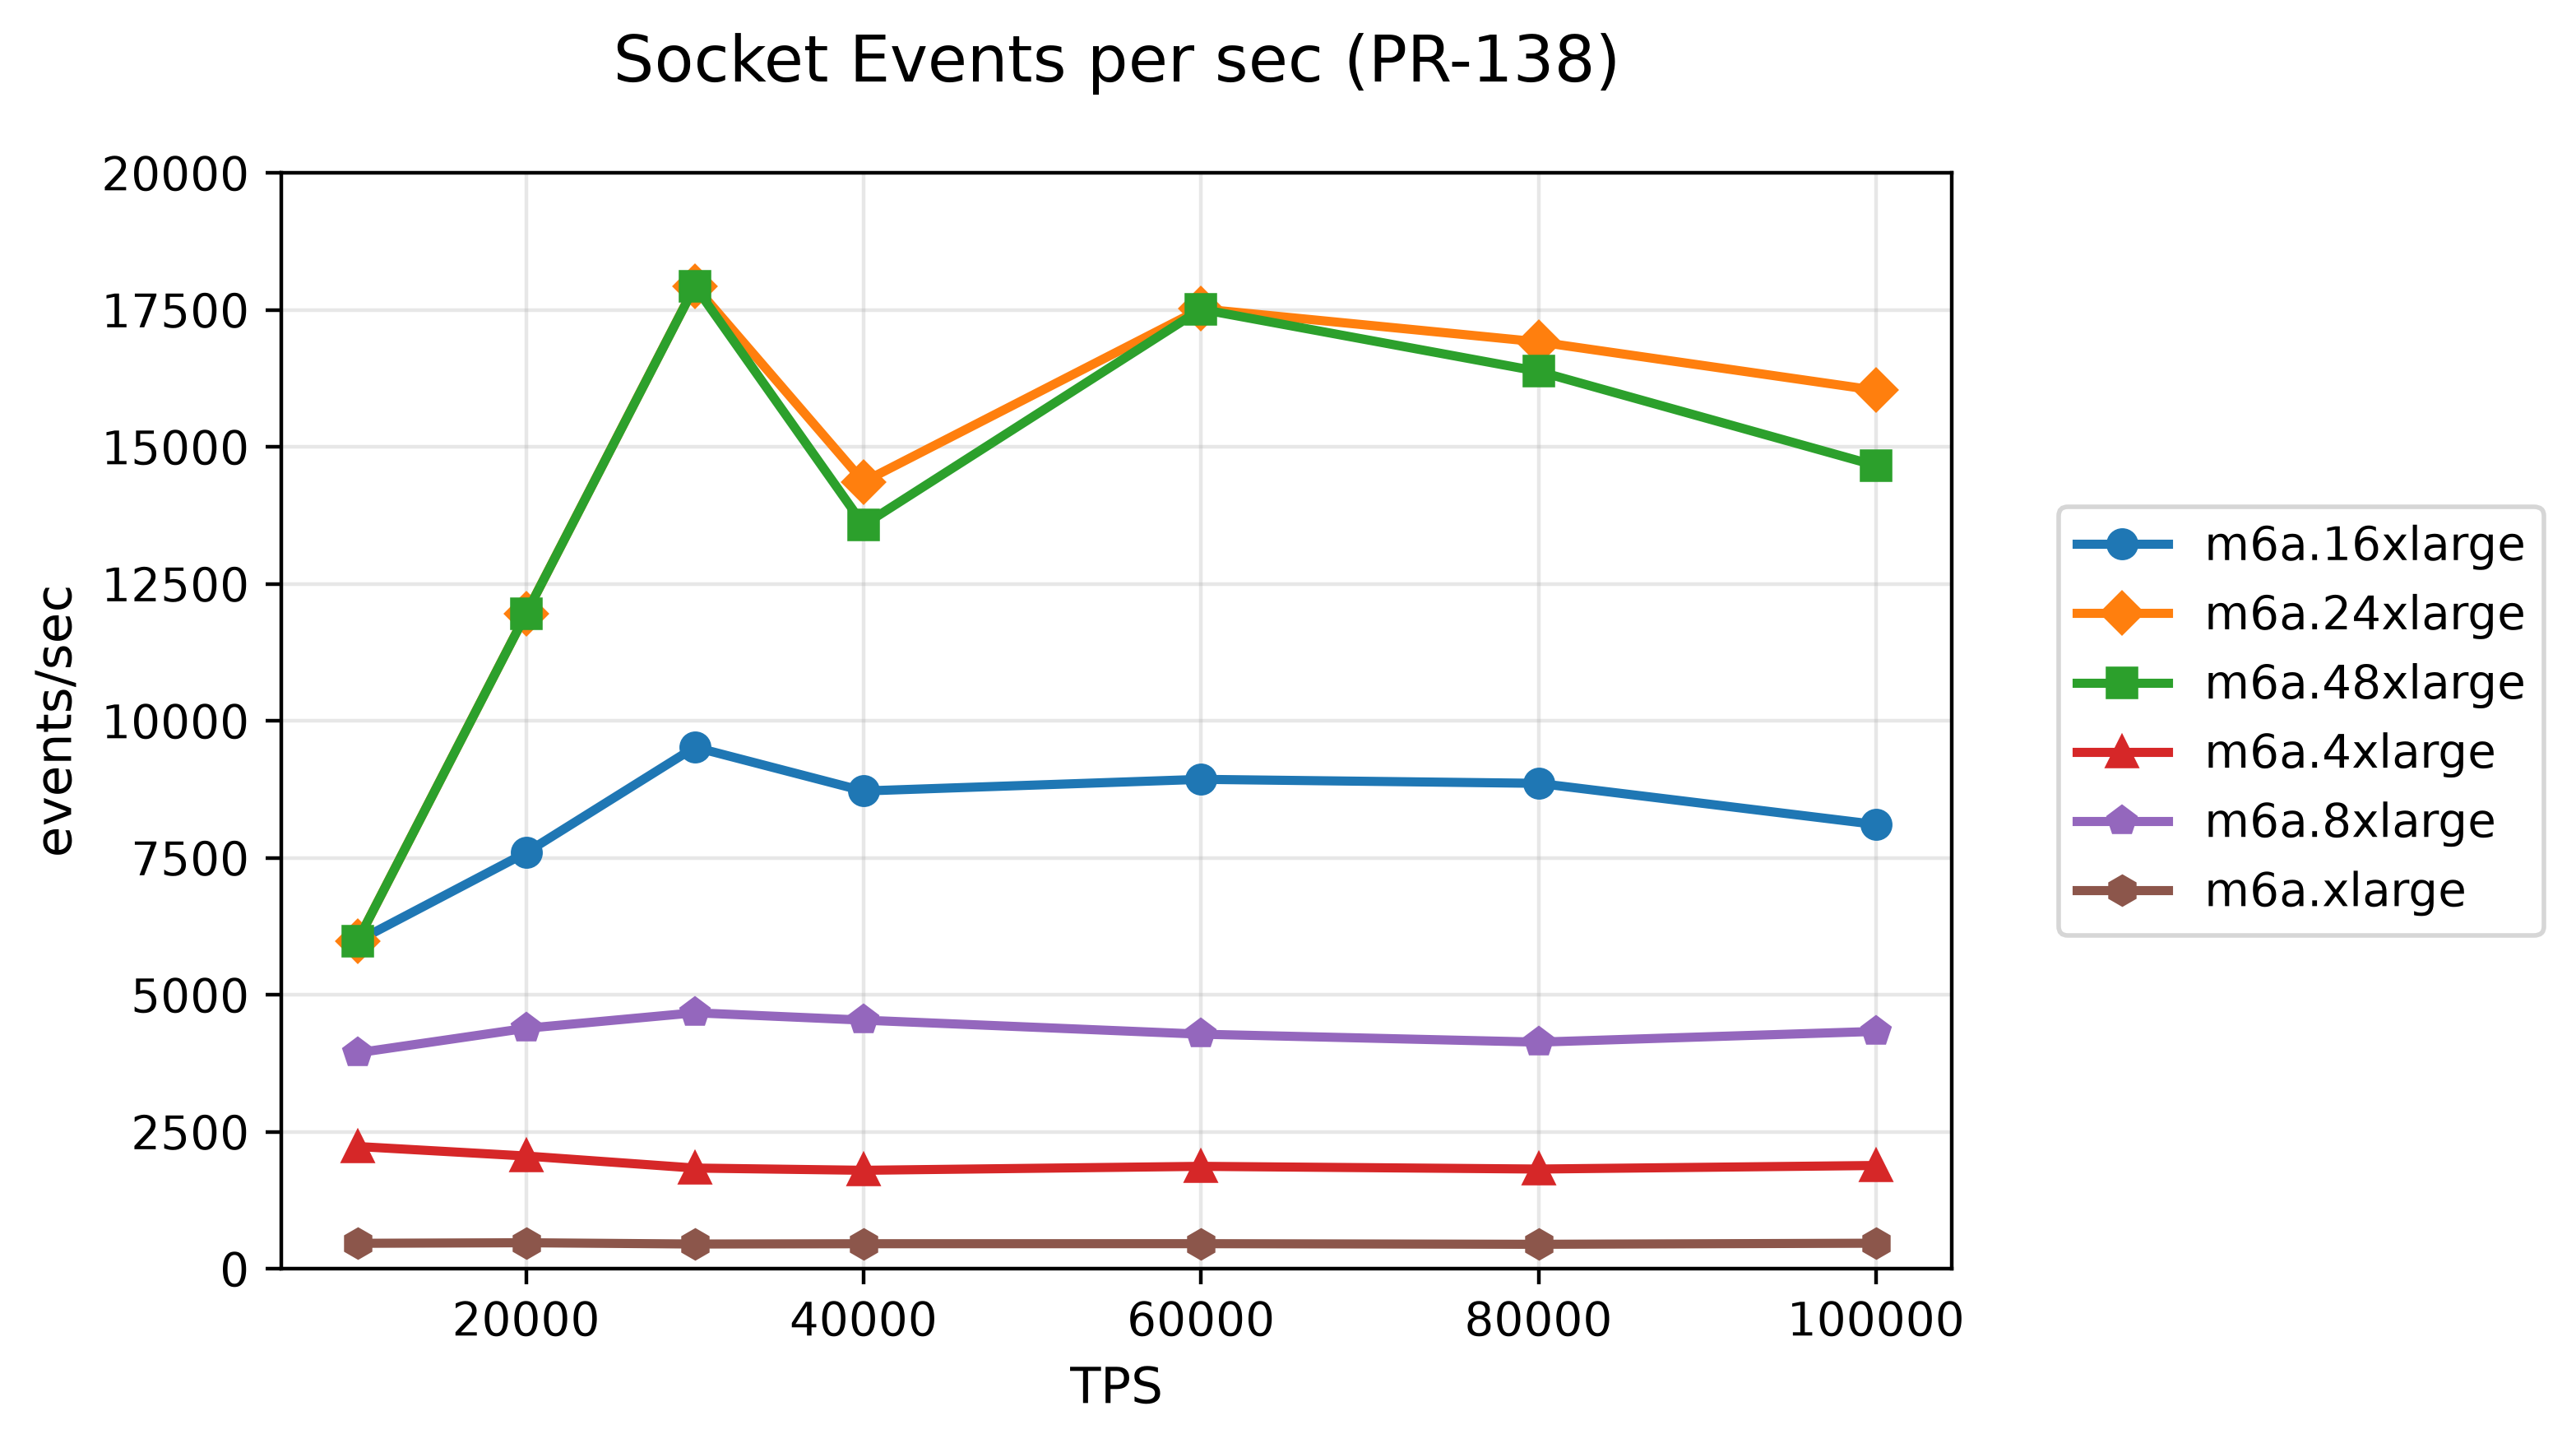 Socket Events per sec (PR-138)
20000
17500
15000
12500
10000
7500
5000
2500
0
events/sec
20000 40000 60000 80000 100000
TPS
m6a.16xlarge
m6a.24xlarge
m6a.48xlarge
m6a.4xlarge
m6a.8xlarge
m6a.xlarge